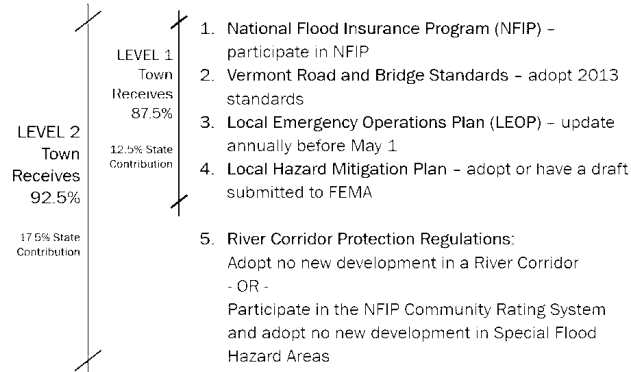 LEVEL 2
Town
Receives
92.5%
17.5% State
Contribution
LEVEL 1
Town
Receives
87.5%
12.5% State
Contribution
1. National Flood Insurance Program (NFIP) –
participate in NFIP
2. Vermont Road and Bridge Standards – adopt 2013
standards
3. Local Emergency Operations Plan (LEOP) – update
annually before May 1
4. Local Hazard Mitigation Plan – adopt or have a draft
submitted to FEMA
5. River Corridor Protection Regulations:
Adopt no new development in a River Corridor
- OR -
Participate in the NFIP Community Rating System
and adopt no new development in Special Flood
Hazard Areas